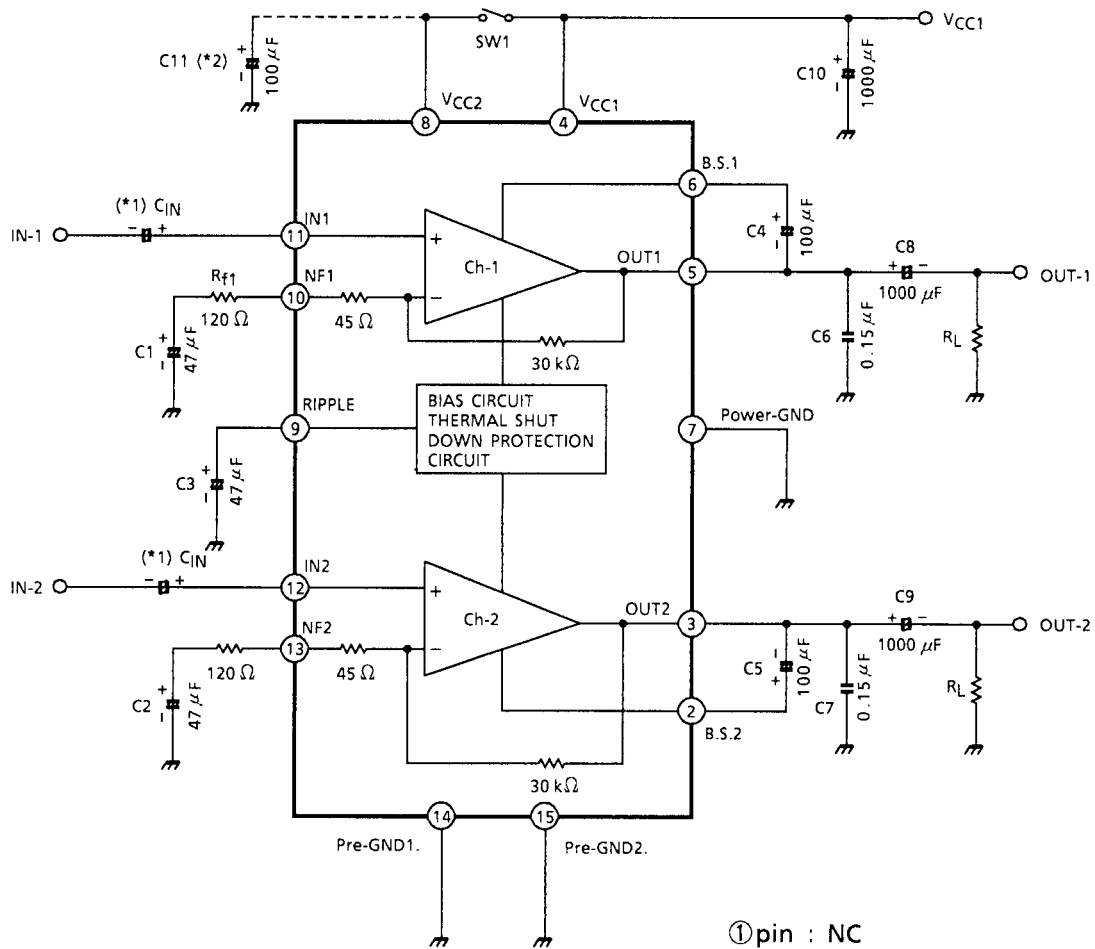 VCC1
SW1
C11 (*2)
+
-
100 μF
C10
+
-
1000 μF
VCC2
8
VCC1
4
B.S.1
6
(*1) CIN
- +
IN-1
IN1
11
+
Ch-1
OUT1
5
C4
+
-
100 μF
C8
+ -
1000 μF
OUT-1
Rf1
120 Ω
NF1
10
45 Ω
-
30 kΩ
C1
+
-
47 μF
C6
0.15 μF
RL
RIPPLE
9
BIAS CIRCUIT
THERMAL SHUT
DOWN PROTECTION
CIRCUIT
7
Power-GND
C3
+
-
47 μF
(*1) CIN
- +
IN-2
IN2
12
+
Ch-2
OUT2
3
C9
+ -
1000 μF
OUT-2
NF2
13
120 Ω
45 Ω
-
C2
+
-
47 μF
C5
-
+
100 μF
C7
0.15 μF
RL
2
B.S.2
30 kΩ
14
15
Pre-GND1.
Pre-GND2.
①pin : NC